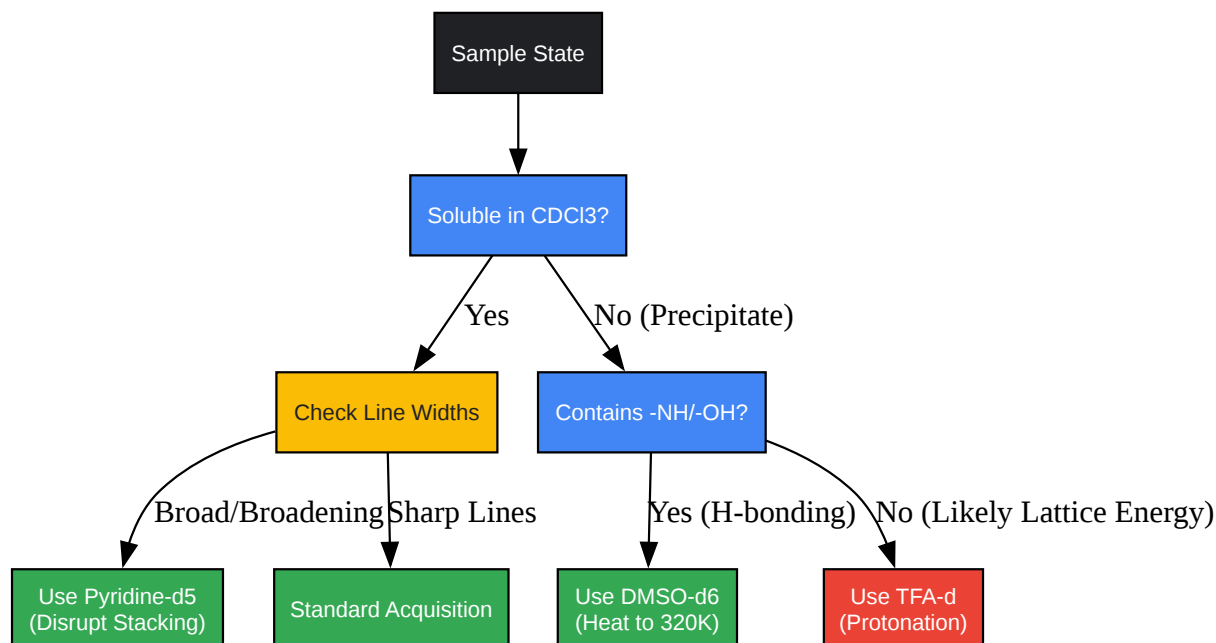 Sample State
Soluble in CDCl3?
Yes
No (Precipitate)
Check Line Widths
Contains -NH/-OH?
Broad/Broadening
Sharp Lines
Yes (H-bonding)
No (Likely Lattice Energy)
Use Pyridine-d5
(Disrupt Stacking)
Standard Acquisition
Use DMSO-d6
(Heat to 320K)
Use TFA-d
(Protonation)